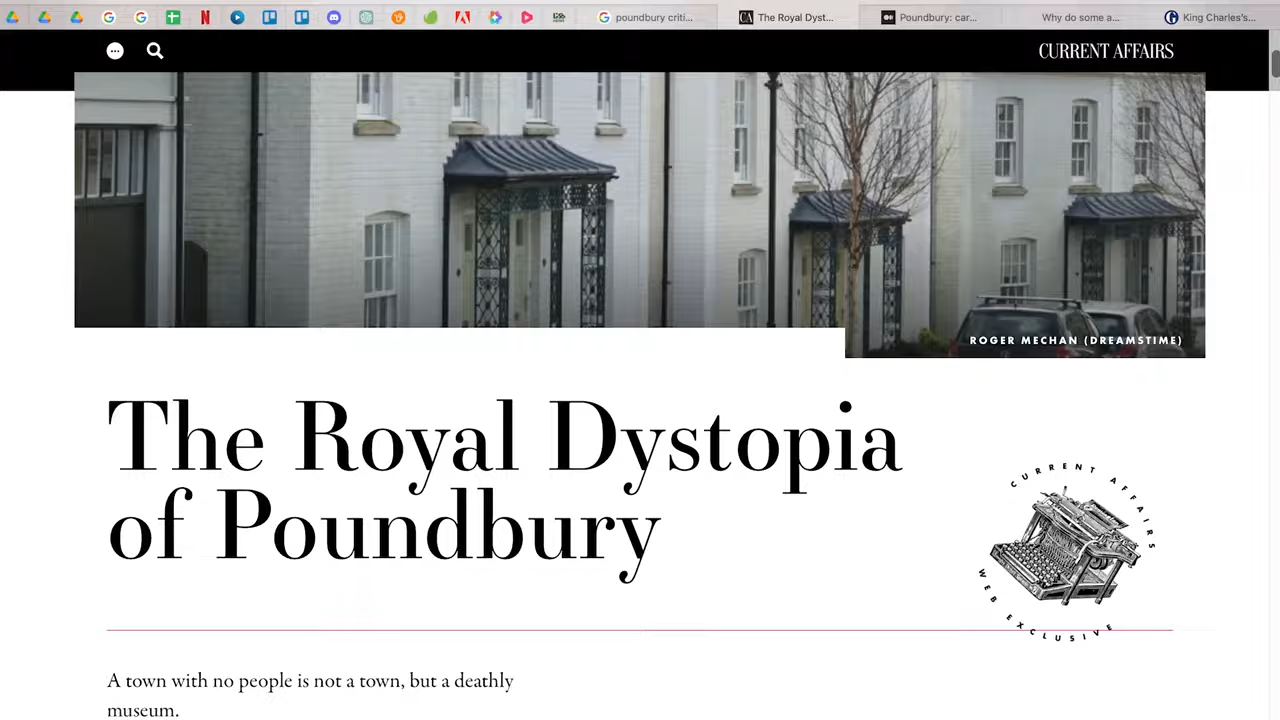 poundbury criti...
The Royal Dyst...
Poundbury: car...
Why do some a...
King Charles's...
CURRENT AFFAIRS
ROGER MECHAN (DREAMSTIME)
The Royal Dystopia
of Poundbury
CURRENT AFFAIRS
WEB EXCLUSIVE
A town with no people is not a town, but a deathly
museum.